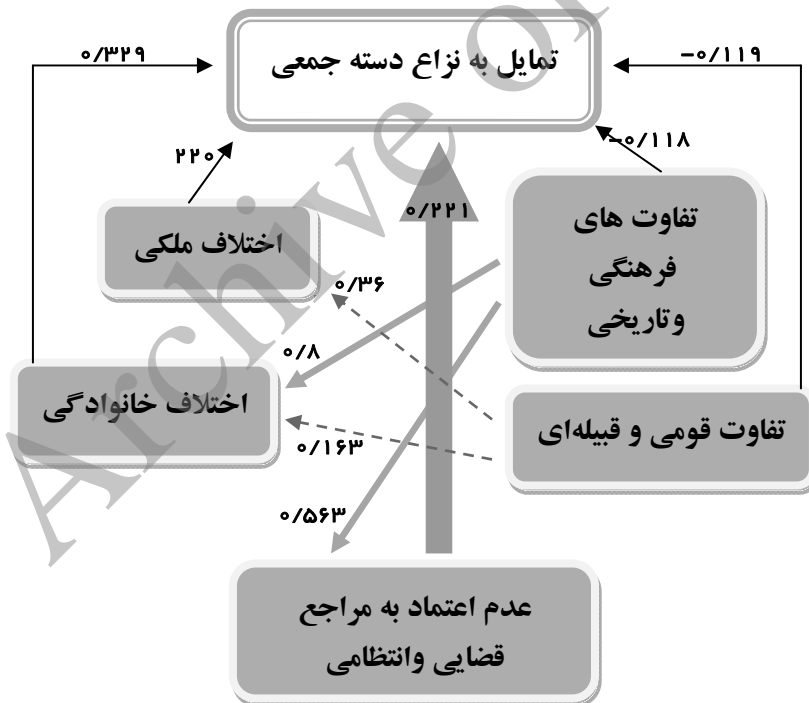 تمایل به نزاع دسته جمعی
۰/۳۲۹
-۰/۱۱۹
۲۲۰
-۰/۱۱۸
۰/۲۲۱
اختلاف ملکی
تفاوت های
فرهنگی
وتاریخی
۰/۳۶
۰/۸
اختلاف خانوادگی
تفاوت قومی و قبیله‌ای
۰/۱۶۳
۰/۵۶۳
عدم اعتماد به مراجع
قضایی وانتظامی
Archive of